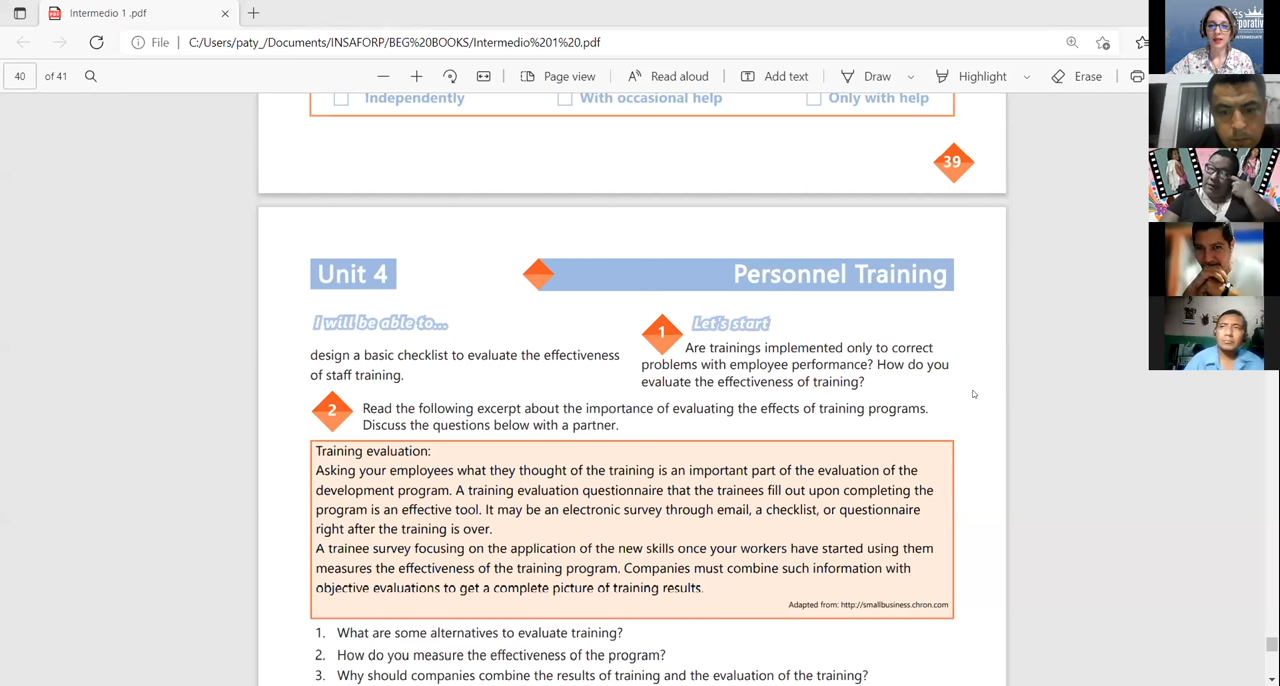 Intermedio 1 .pdf
File
C:/Users/paty_/Documents/INSAFORP/BEG%20BOOKS/Intermedio%201%20.pdf
40 of 41
Page view
Read aloud
Add text
Draw
Highlight
Erase
Independently
With occasional help
Only with help
39
Unit 4
Personnel Training
I will be able to...
design a basic checklist to evaluate the effectiveness
of staff training.
1
Let's start
Are trainings implemented only to correct
problems with employee performance? How do you
evaluate the effectiveness of training?
2
Read the following excerpt about the importance of evaluating the effects of training programs.
Discuss the questions below with a partner.
Training evaluation:
Asking your employees what they thought of the training is an important part of the evaluation of the
development program. A training evaluation questionnaire that the trainees fill out upon completing the
program is an effective tool. It may be an electronic survey through email, a checklist, or questionnaire
right after the training is over.
A trainee survey focusing on the application of the new skills once your workers have started using them
measures the effectiveness of the training program. Companies must combine such information with
objective evaluations to get a complete picture of training results.
Adapted from: http://smallbusiness.chron.com
1. What are some alternatives to evaluate training?
2. How do you measure the effectiveness of the program?
3. Why should companies combine the results of training and the evaluation of the training?